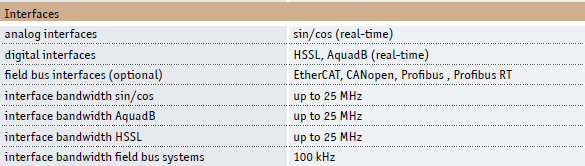 Interfaces
analog interfaces sin/cos (real-time)
digital interfaces HSSL, AquadB (real-time)
field bus interfaces (optional) EtherCAT, CANopen, Profibus , Profibus RT
interface bandwidth sin/cos up to 25 MHz
interface bandwidth AquadB up to 25 MHz
interface bandwidth HSSL up to 25 MHz
interface bandwidth field bus systems 100 kHz